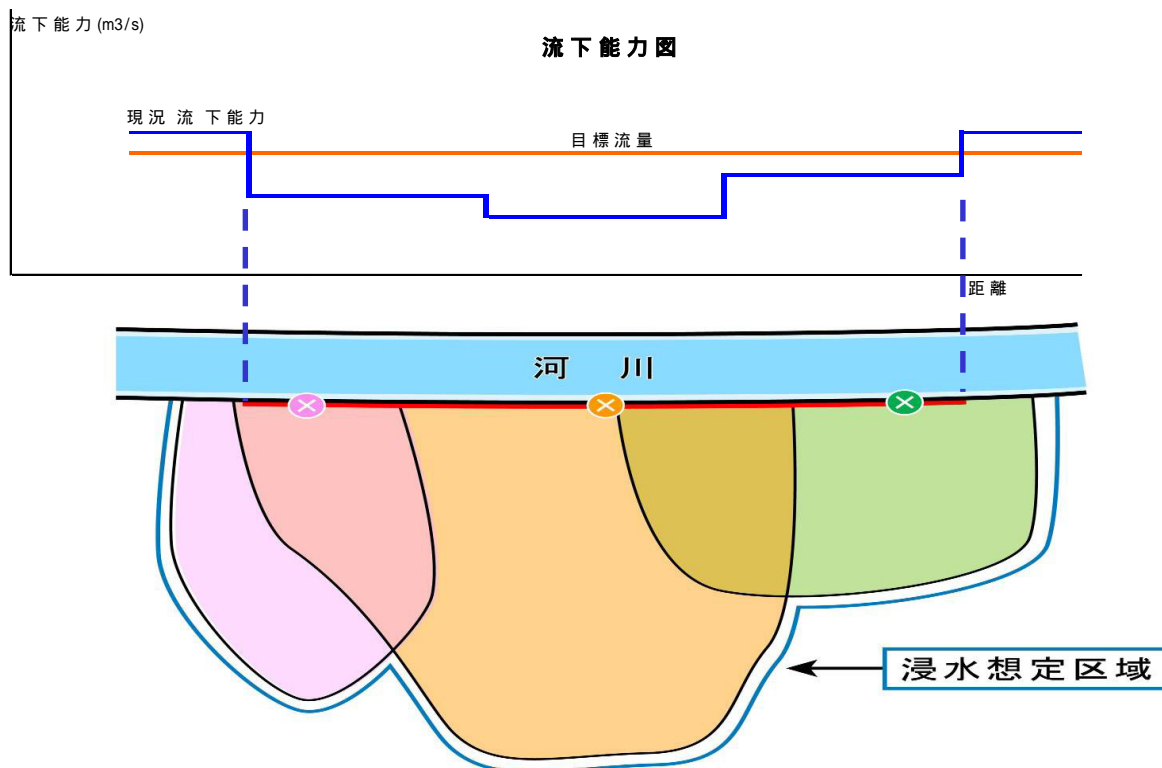 流下能力(m3/s)
流下能力図
現況流下能力
目標流量
距離
河川
浸水想定区域